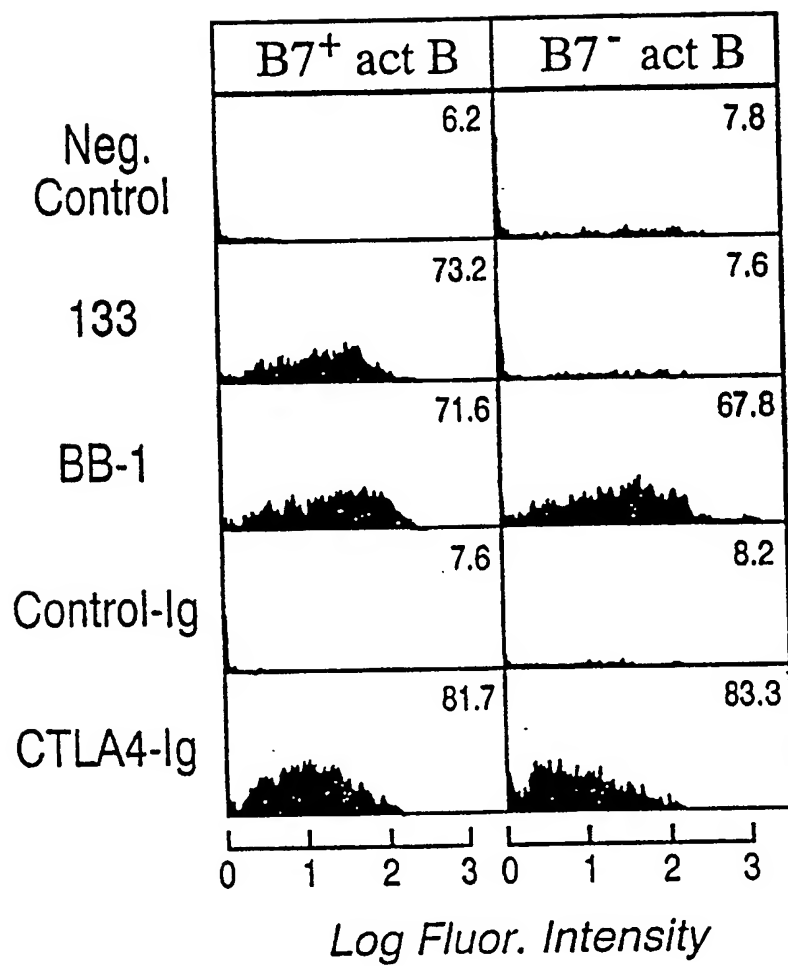 B7+ act B B7- act B
Neg. Control 6.2 7.8
133 73.2 7.6
BB-1 71.6 67.8
Control-Ig 7.6 8.2
CTLA4-Ig 81.7 83.3
0 1 2 3 0 1 2 3
Log Fluor. Intensity